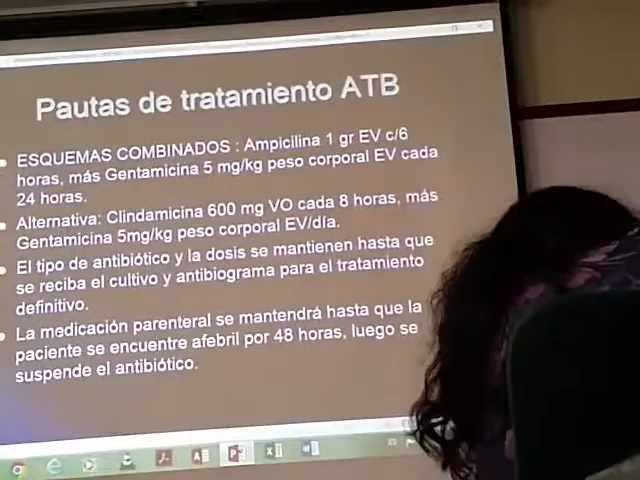 Pautas de tratamiento ATB
ESQUEMAS COMBINADOS : Ampicilina 1 gr EV c/6
horas, más Gentamicina 5 mg/kg peso corporal EV cada
24 horas.
Alternativa: Clindamicina 600 mg VO cada 8 horas, más
Gentamicina 5mg/kg peso corporal EV/día.
El tipo de antibiótico y la dosis se mantienen hasta que
se reciba el cultivo y antibiograma para el tratamiento
definitivo.
La medicación parenteral se mantendrá hasta que la
paciente se encuentre afebril por 48 horas, luego se
suspende el antibiótico.